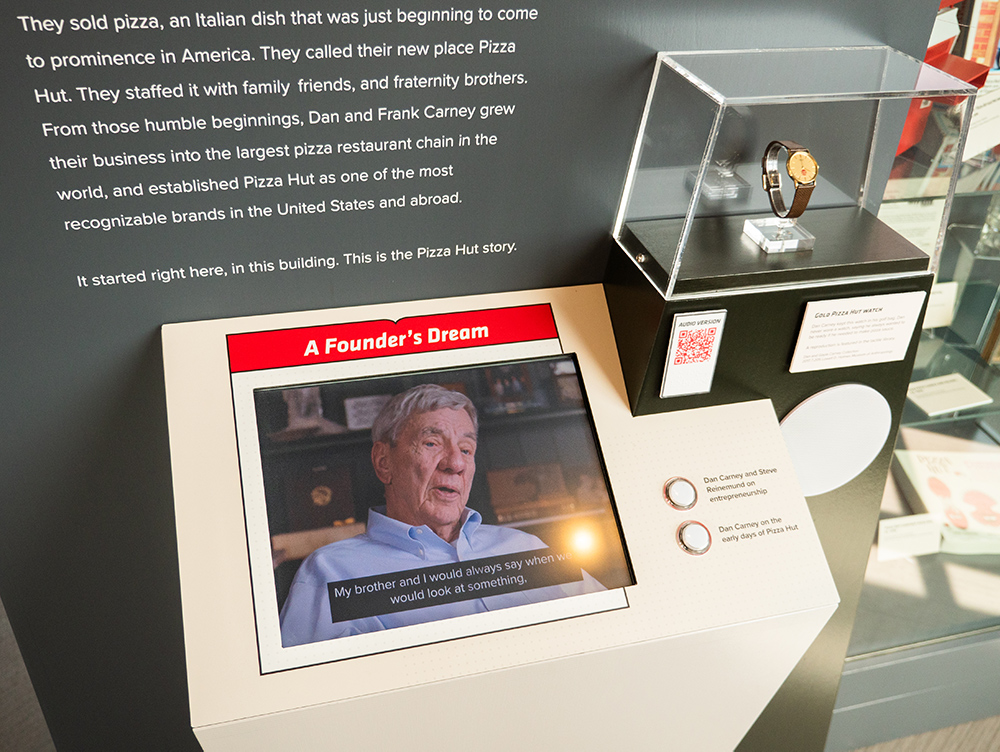 They sold pizza, an Italian dish that was just beginning to come
to prominence in America. They called their new place Pizza
Hut. They staffed it with family friends, and fraternity brothers.
From those humble beginnings, Dan and Frank Carney grew
their business into the largest pizza restaurant chain in the
world, and established Pizza Hut as one of the most
recognizable brands in the United States and abroad.
It started right here, in this building. This is the Pizza Hut story.
A Founder's Dream
My brother and I would always say when we
would look at something,
AUDIO VERSION
GOLD PIZZA HUT WATCH
Dan Carney and Steve
Reinemund on
entrepreneurship
Dan Carney on the
early days of Pizza Hut